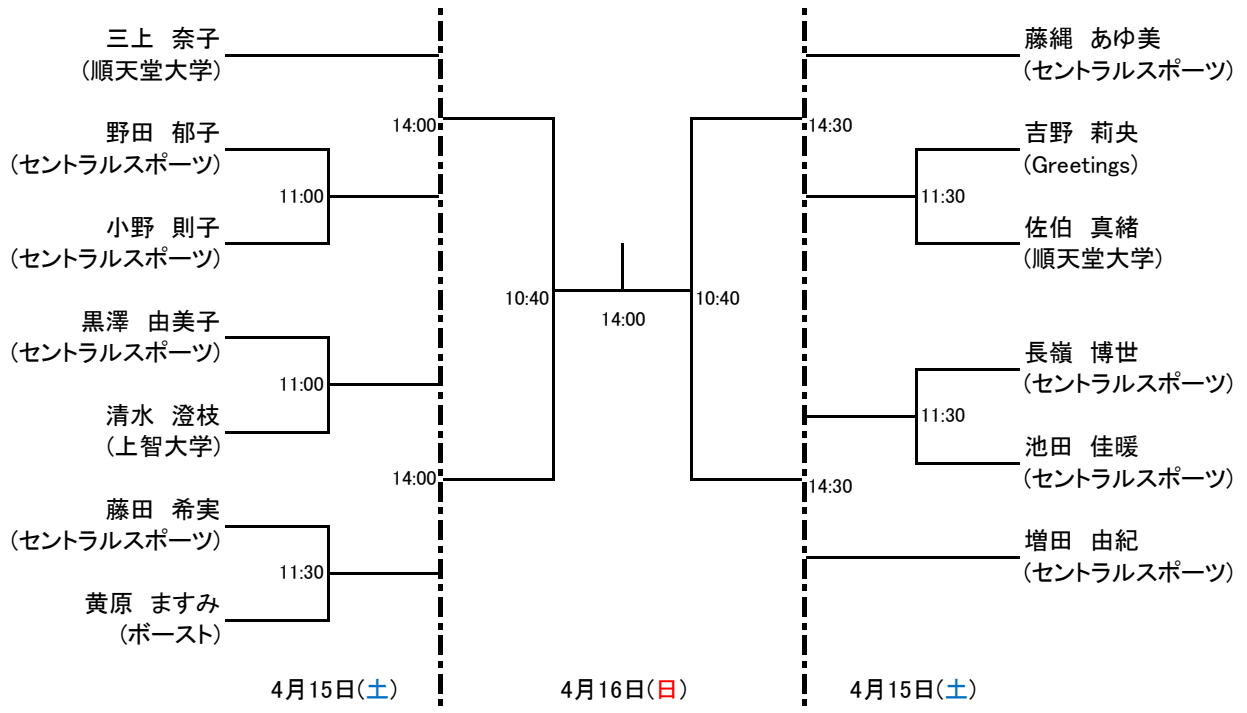 三上　奈子
(順天堂大学)
14:00
野田　郁子
(セントラルスポーツ)
11:00
小野　則子
(セントラルスポーツ)
黒澤　由美子
(セントラルスポーツ)
11:00
清水　澄枝
(上智大学)
14:00
藤田　希実
(セントラルスポーツ)
11:30
黄原　ますみ
(ボースト)
4月15日(土)
10:40
14:00
10:40
4月16日(日)
藤縄　あゆ美
(セントラルスポーツ)
14:30
吉野　莉央
(Greetings)
11:30
佐伯　真緒
(順天堂大学)
長嶺　博世
(セントラルスポーツ)
11:30
池田　佳暖
(セントラルスポーツ)
14:30
増田　由紀
(セントラルスポーツ)
4月15日(土)